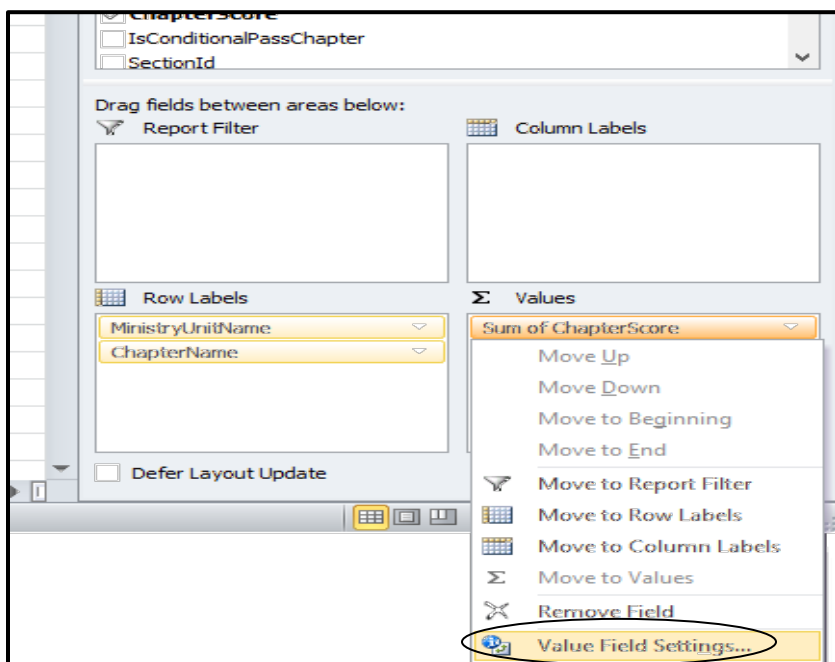 ChapterScore
IsConditionalPassChapter
SectionId
Drag fields between areas below:
Report Filter
Column Labels
Row Labels
Σ Values
MinistryUnitName
Sum of ChapterScore
ChapterName
Move Up
Move Down
Move to Beginning
Move to End
Defer Layout Update
Move to Report Filter
Move to Row Labels
Move to Column Labels
Σ Move to Values
Remove Field
Value Field Settings...